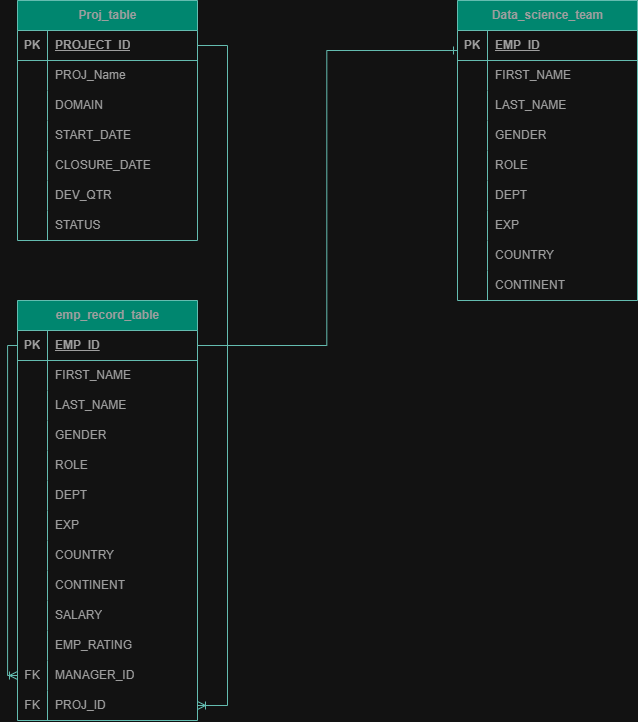 Proj_table
PK PROJECT_ID
PROJ_Name
DOMAIN
START_DATE
CLOSURE_DATE
DEV_QTR
STATUS
Data_science_team
PK EMP_ID
FIRST_NAME
LAST_NAME
GENDER
ROLE
DEPT
EXP
COUNTRY
CONTINENT
emp_record_table
PK EMP_ID
FIRST_NAME
LAST_NAME
GENDER
ROLE
DEPT
EXP
COUNTRY
CONTINENT
SALARY
EMP_RATING
FK MANAGER_ID
FK PROJ_ID